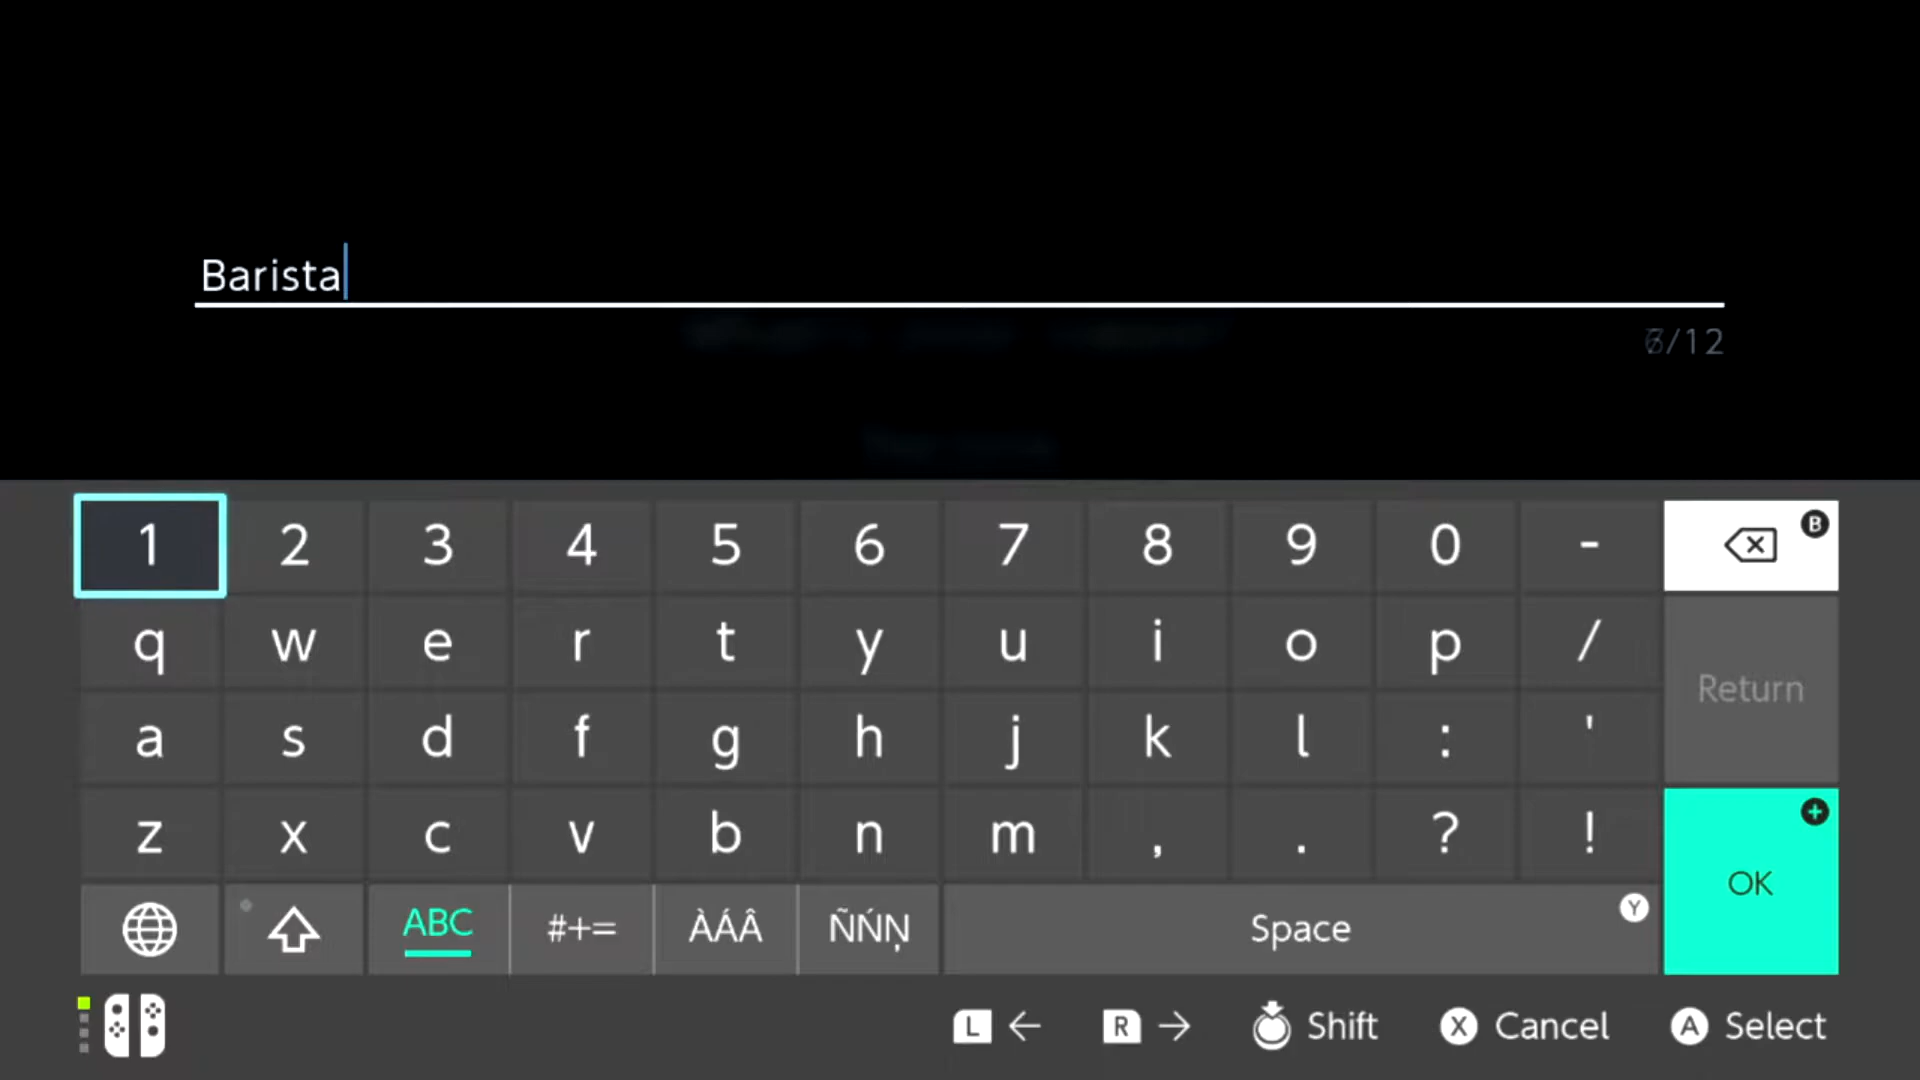 Barista
/12
1 2 3 4 5 6 7 8 9 0 - B
q w e r t y u i o p /
Return
a s d f g h j k l : '
z x c v b n m , . ? ! +
OK
ABC #+= ÀÁÂ ÑŃŅ Space Y
L ← R → Shift X Cancel A Select